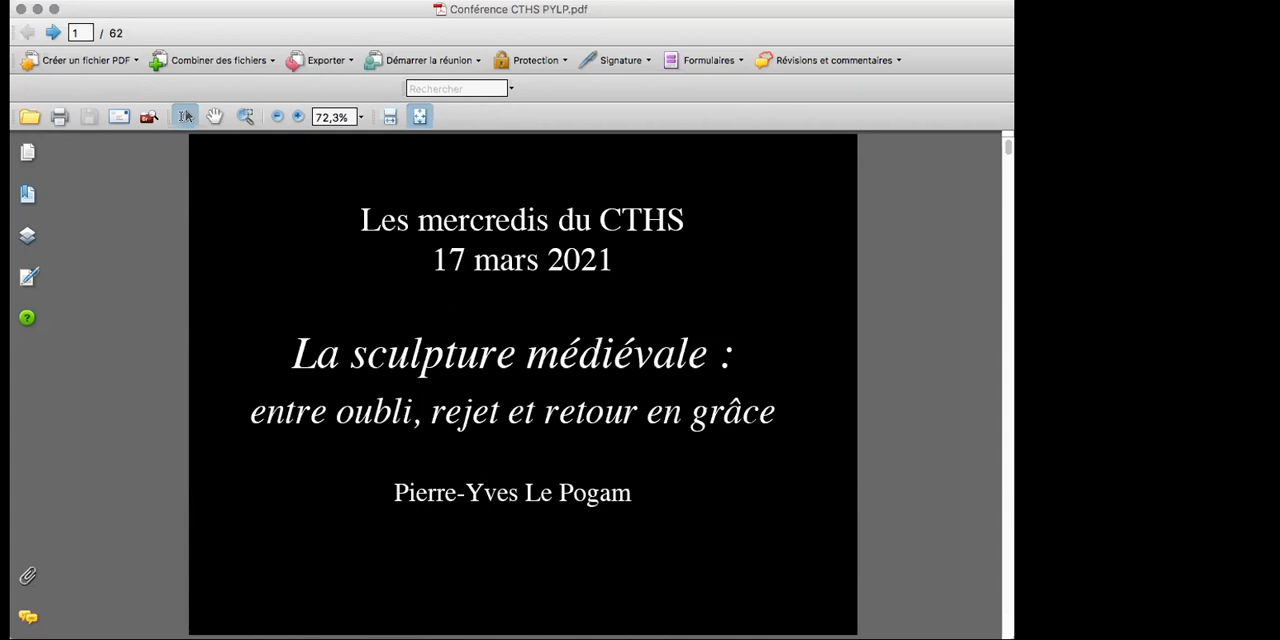 Conférence CTHS PYLP.pdf
1 / 62
Créer un fichier PDF Combiner des fichiers Exporter Démarrer la réunion Protection Signature Formulaires Révisions et commentaires
Rechercher
72,3%
Les mercredis du CTHS
17 mars 2021
La sculpture médiévale :
entre oubli, rejet et retour en grâce
Pierre-Yves Le Pogam